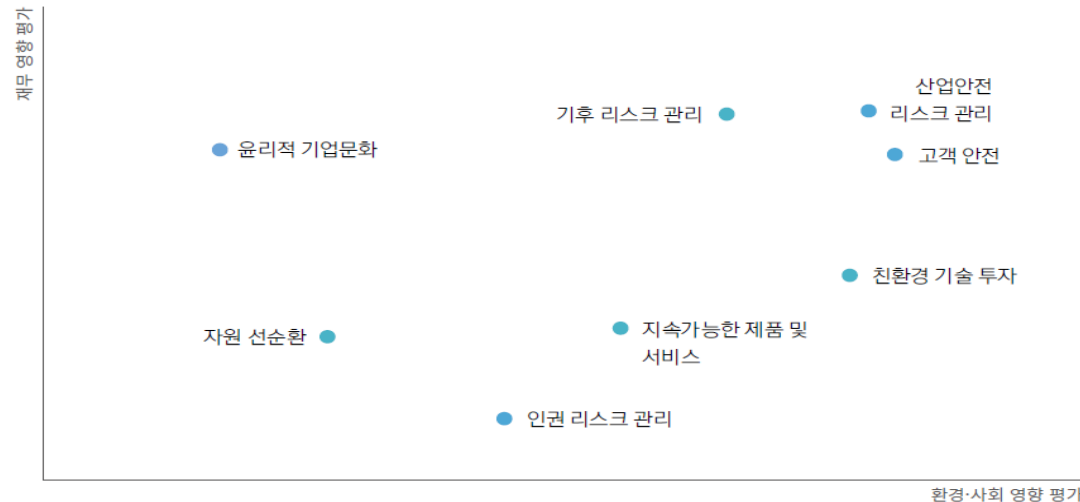 재무 영향 평가
산업안전
리스크 관리
기후 리스크 관리
윤리적 기업문화
고객 안전
친환경 기술 투자
자원 선순환
지속가능한 제품 및
서비스
인권 리스크 관리
환경·사회 영향 평가